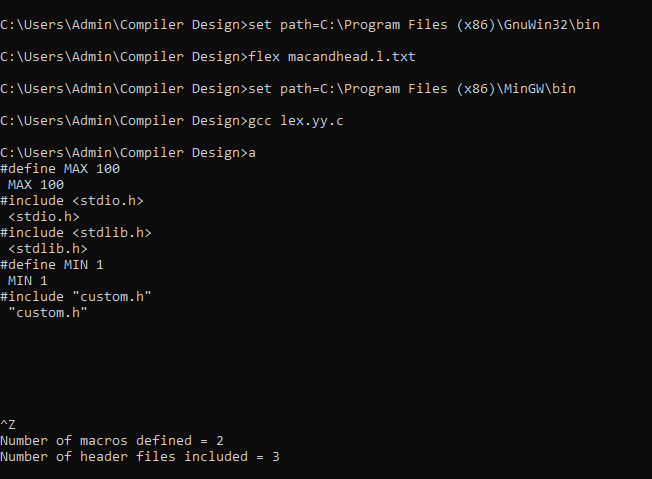 C:\Users\Admin\Compiler Design>set path=C:\Program Files (x86)\GnuWin32\bin
C:\Users\Admin\Compiler Design>flex macandhead.l.txt
C:\Users\Admin\Compiler Design>set path=C:\Program Files (x86)\MinGW\bin
C:\Users\Admin\Compiler Design>gcc lex.yy.c
C:\Users\Admin\Compiler Design>a
#define MAX 100
 MAX 100
#include <stdio.h>
 <stdio.h>
#include <stdlib.h>
 <stdlib.h>
#define MIN 1
 MIN 1
#include "custom.h"
 "custom.h"
^Z
Number of macros defined = 2
Number of header files included = 3